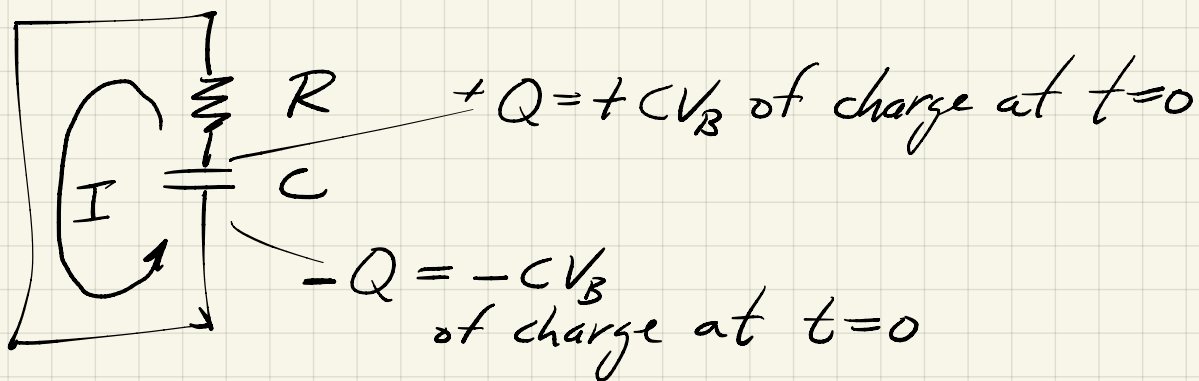 R
+Q=+CV_B of charge at t=0
I
C
-Q = -CV_B
of charge at t=0